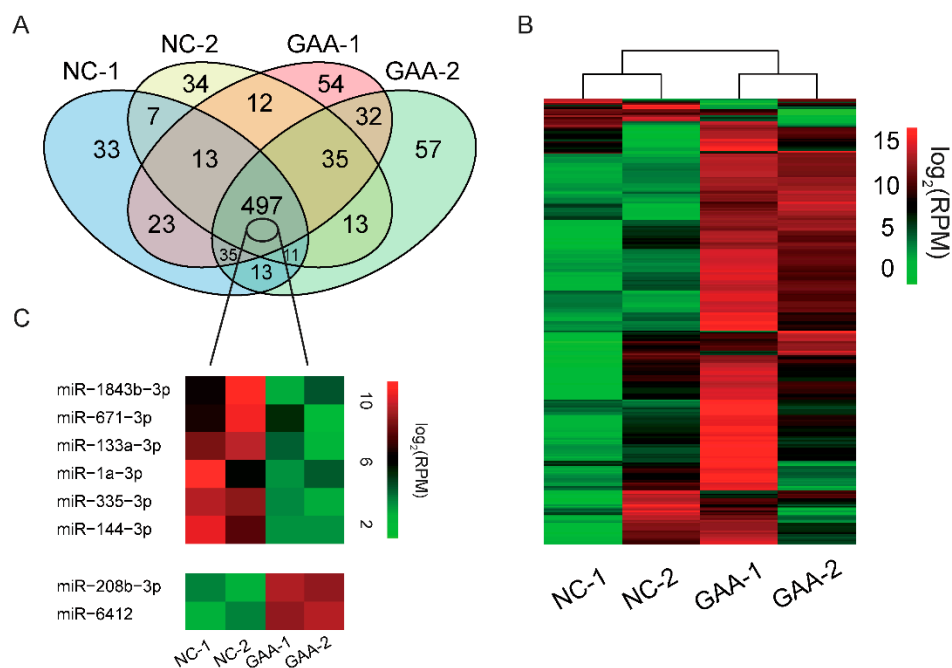 A
NC-1
NC-2
GAA-1
GAA-2
33
34
54
57
7
12
32
13
35
23
497
13
35
11
13
B
15
10
5
0
log2(RPM)
NC-1
NC-2
GAA-1
GAA-2
C
miR-1843b-3p
miR-671-3p
miR-133a-3p
miR-1a-3p
miR-335-3p
miR-144-3p
miR-208b-3p
miR-6412
10
6
2
log2(RPM)
NC-1
NC-2
GAA-1
GAA-2